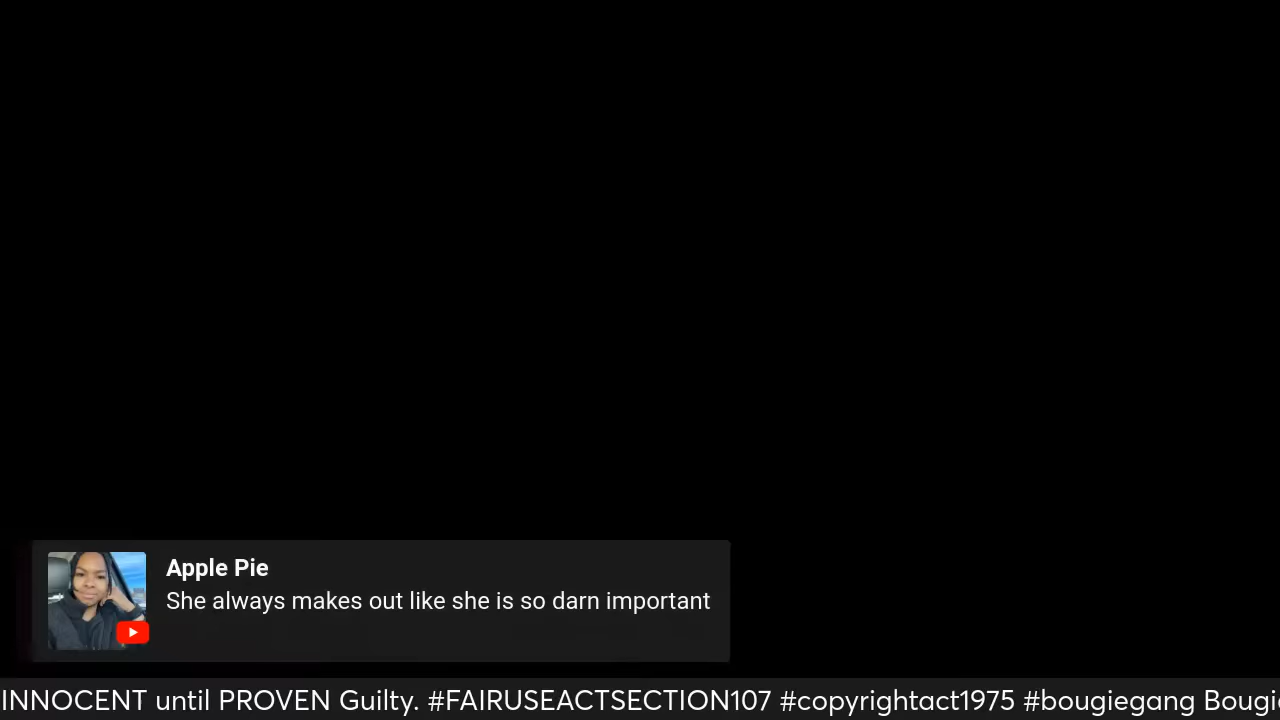 Apple Pie
She always makes out like she is so darn important
INNOCENT until PROVEN Guilty. #FAIRUSEACTSECTION107 #copyrightact1975 #bougiegang Bougi